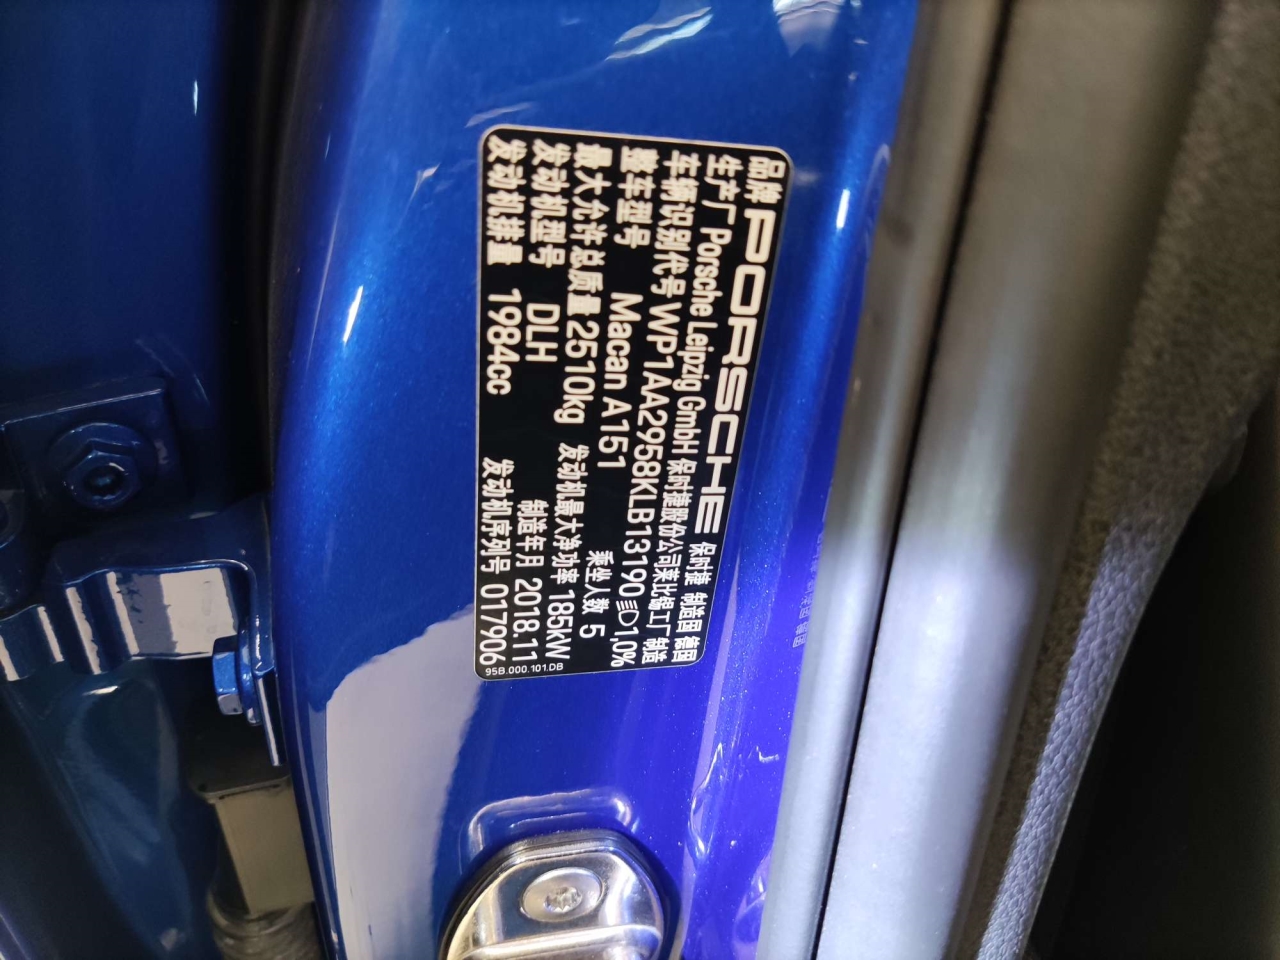 品牌 PORSCHE 保时捷 制造国 德国
生产厂 Porsche Leipzig GmbH 保时捷股份公司莱比锡工厂 制造
车辆识别代号 WP1AA2958KLB13190 1,0%
整车型号 Macan A151 乘坐人数 5
最大允许总质量 2510kg 发动机最大净功率 185kW
发动机型号 DLH 制造年月 2018.11
发动机排量 1984cc 发动机序列号 017906
95B.000.101.DB